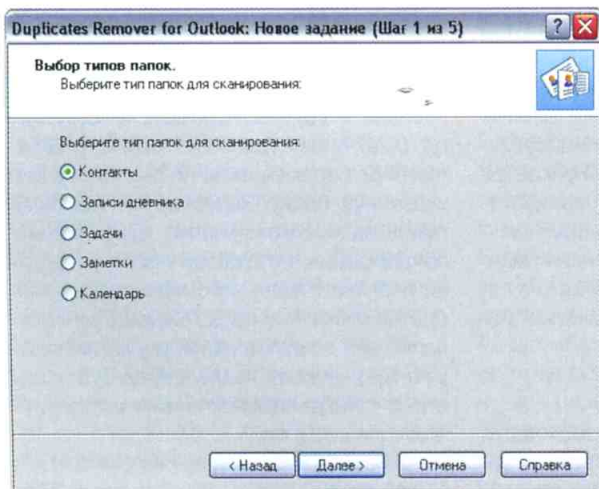 Duplicates Remover for Outlook: Новое задание (Шаг 1 из 5)
Выбор типов папок.
Выберите тип папок для сканирования:
Выберите тип папок для сканирования:
Контакты
Записи дневника
Задачи
Заметки
Календарь
< Назад Далее > Отмена Справка